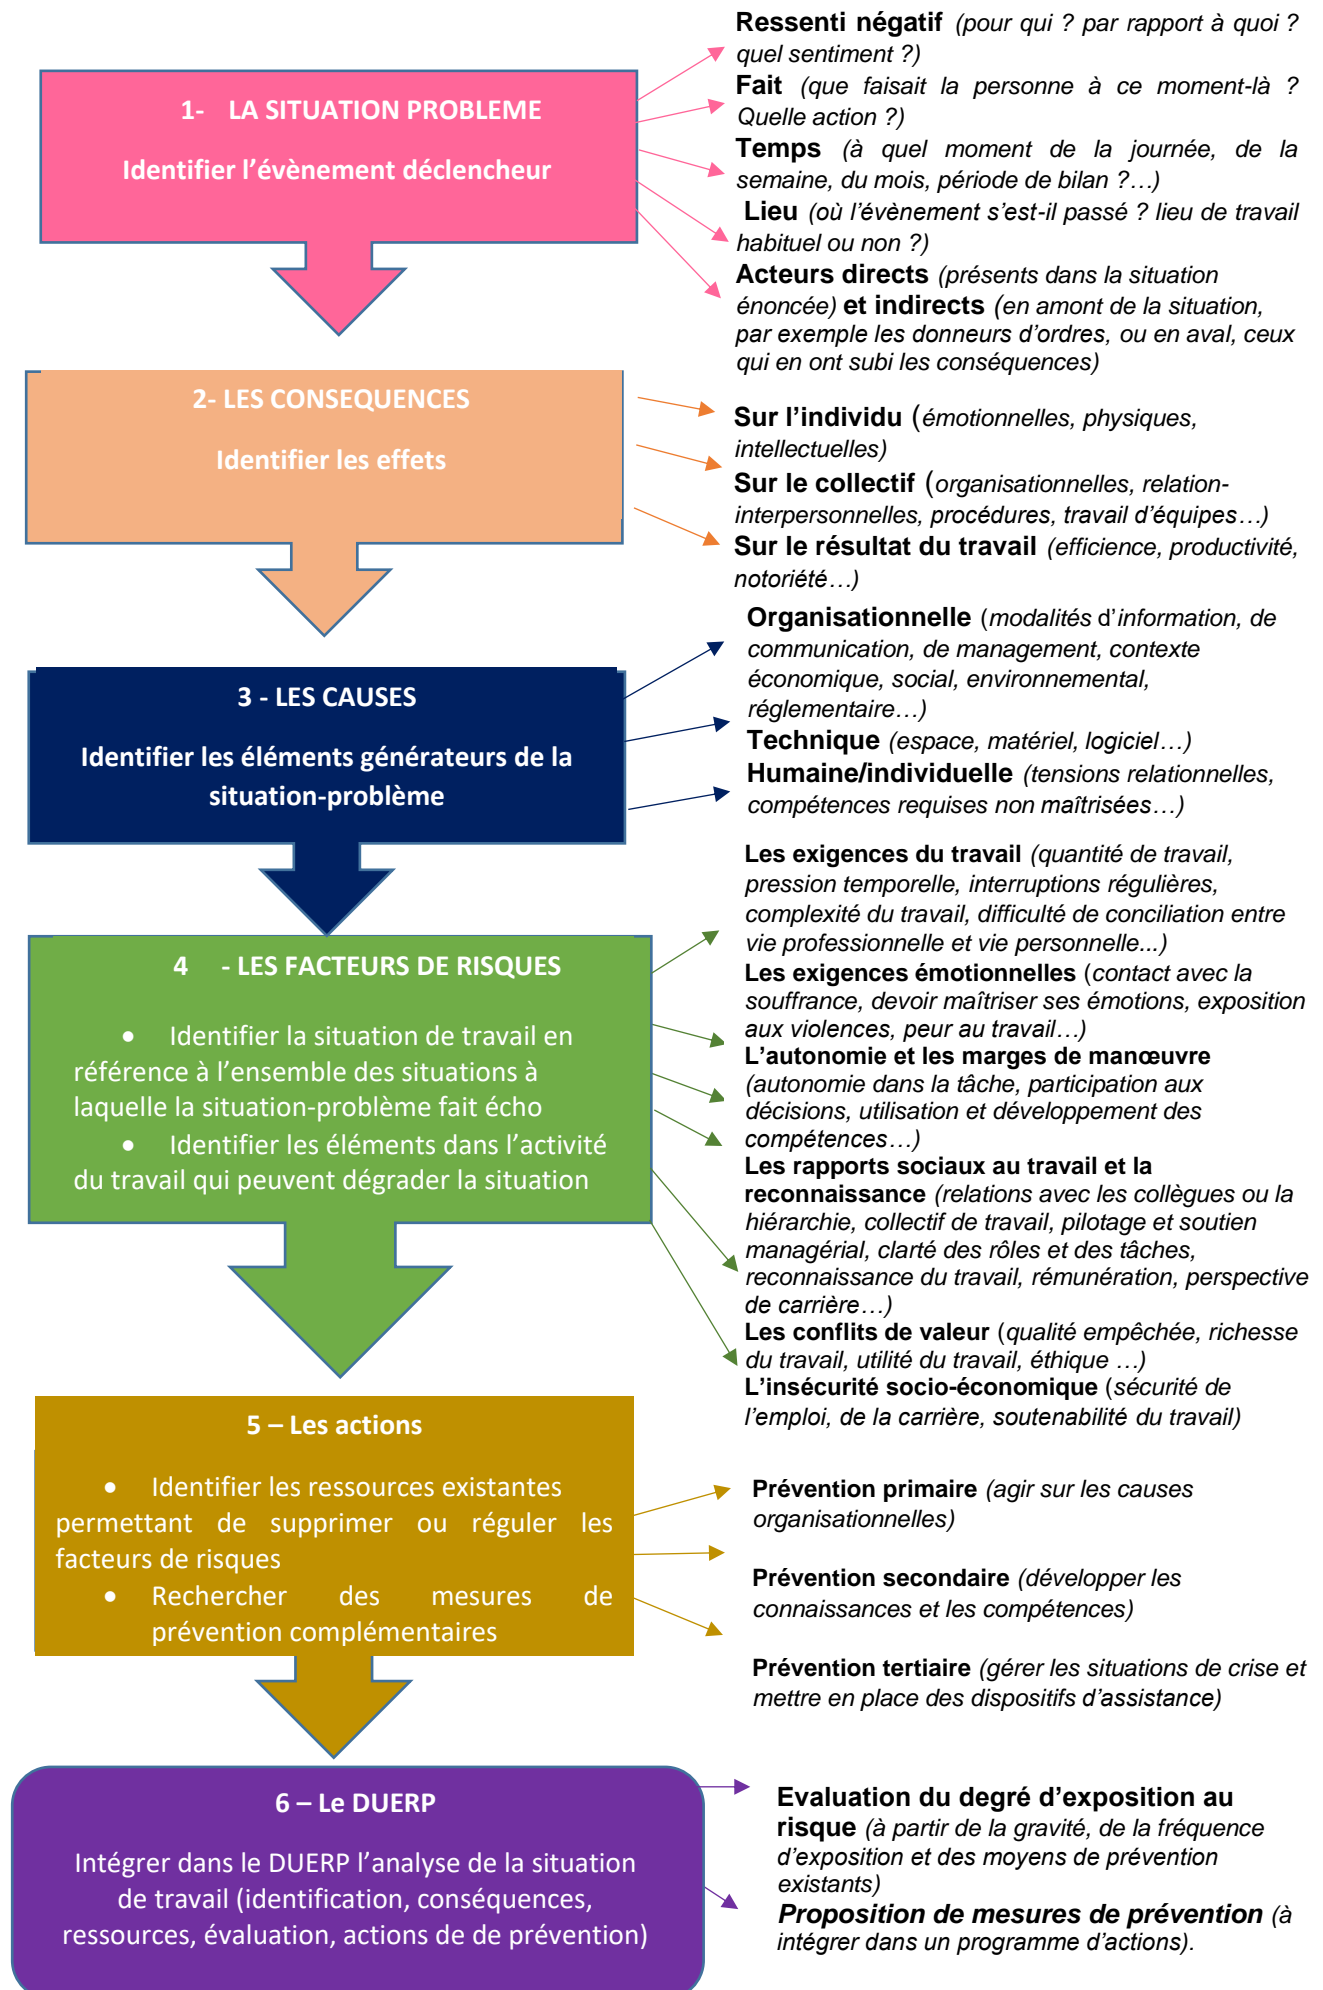 1- LA SITUATION PROBLEME
Identifier l'évènement déclencheur
Ressenti négatif (pour qui ? par rapport à quoi ?
quel sentiment ?)
Fait (que faisait la personne à ce moment-là ?
Quelle action ?)
Temps (à quel moment de la journée, de la
semaine, du mois, période de bilan ?…)
Lieu (où l'évènement s'est-il passé ? lieu de travail
habituel ou non ?)
Acteurs directs (présents dans la situation
énoncée) et indirects (en amont de la situation,
par exemple les donneurs d'ordres, ou en aval, ceux
qui en ont subi les conséquences)
2- LES CONSEQUENCES
Identifier les effets
Sur l'individu (émotionnelles, physiques,
intellectuelles)
Sur le collectif (organisationnelles, relation-
interpersonnelles, procédures, travail d'équipes…)
Sur le résultat du travail (efficience, productivité,
notoriété…)
3 - LES CAUSES
Identifier les éléments générateurs de la
situation-problème
Organisationnelle (modalités d'information, de
communication, de management, contexte
économique, social, environnemental,
réglementaire…)
Technique (espace, matériel, logiciel…)
Humaine/individuelle (tensions relationnelles,
compétences requises non maîtrisées…)
4 - LES FACTEURS DE RISQUES
• Identifier la situation de travail en
référence à l'ensemble des situations à
laquelle la situation-problème fait écho
• Identifier les éléments dans l'activité
du travail qui peuvent dégrader la situation
Les exigences du travail (quantité de travail,
pression temporelle, interruptions régulières,
complexité du travail, difficulté de conciliation entre
vie professionnelle et vie personnelle...)
Les exigences émotionnelles (contact avec la
souffrance, devoir maîtriser ses émotions, exposition
aux violences, peur au travail…)
L'autonomie et les marges de manœuvre
(autonomie dans la tâche, participation aux
décisions, utilisation et développement des
compétences…)
Les rapports sociaux au travail et la
reconnaissance (relations avec les collègues ou la
hiérarchie, collectif de travail, pilotage et soutien
managérial, clarté des rôles et des tâches,
reconnaissance du travail, rémunération, perspective
de carrière…)
Les conflits de valeur (qualité empêchée, richesse
du travail, utilité du travail, éthique …)
L'insécurité socio-économique (sécurité de
l'emploi, de la carrière, soutenabilité du travail)
5 – Les actions
• Identifier les ressources existantes
permettant de supprimer ou réguler les
facteurs de risques
• Rechercher des mesures de
prévention complémentaires
Prévention primaire (agir sur les causes
organisationnelles)
Prévention secondaire (développer les
connaissances et les compétences)
Prévention tertiaire (gérer les situations de crise et
mettre en place des dispositifs d'assistance)
6 – Le DUERP
Intégrer dans le DUERP l'analyse de la situation
de travail (identification, conséquences,
ressources, évaluation, actions de de prévention)
Evaluation du degré d'exposition au
risque (à partir de la gravité, de la fréquence
d'exposition et des moyens de prévention
existants)
Proposition de mesures de prévention (à
intégrer dans un programme d'actions).